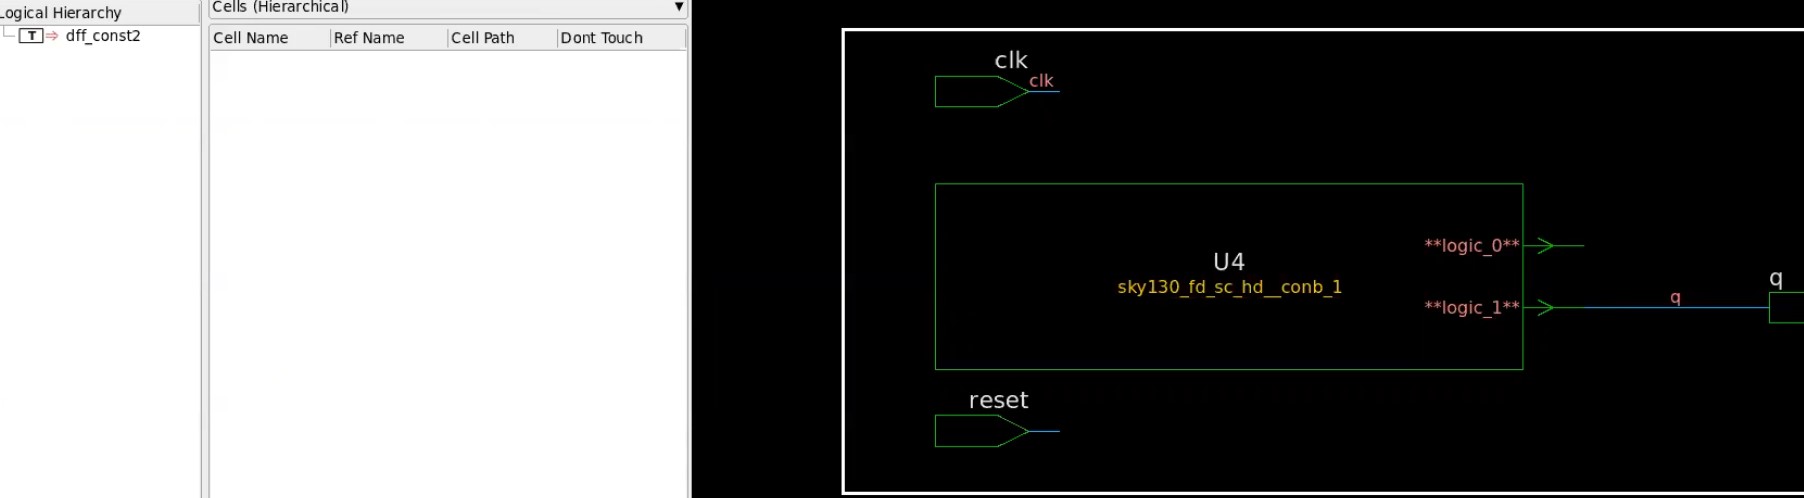 Logical Hierarchy
dff_const2
T
Cells (Hierarchical)
Cell Name Ref Name Cell Path Dont Touch
clk
clk
U4
sky130_fd_sc_hd__conb_1
**logic_0**
**logic_1**
q
q
reset